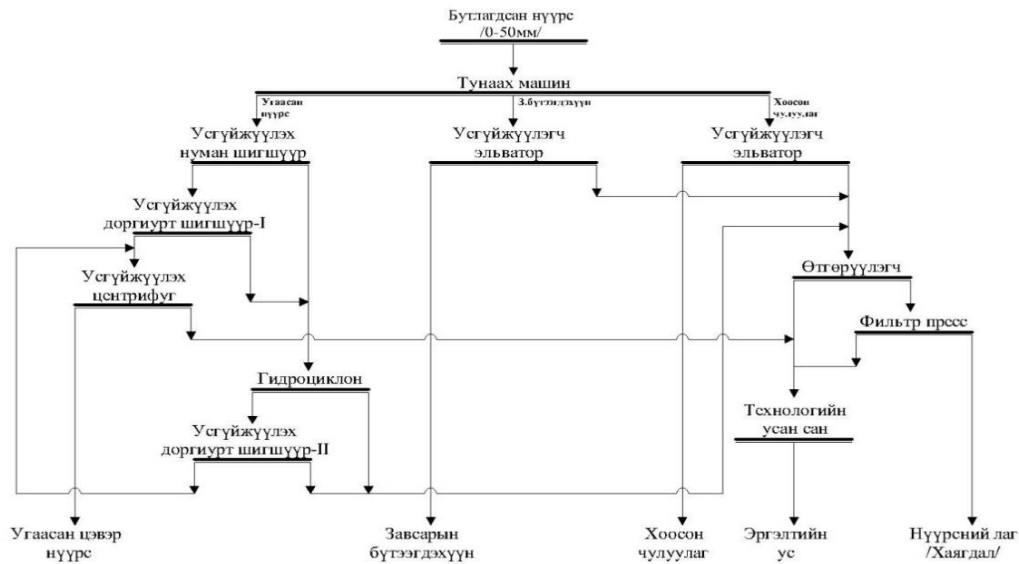 Бутлагдсан нүүрс
/0-50мм/
Тунаах машин
Угаасан
нүүрс
З.бүтээгдэхүүн
Хоосон
чулуулаг
Усгүйжүүлэх
нуман шигшүүр
Усгүйжүүлэгч
эльватор
Усгүйжүүлэгч
эльватор
Усгүйжүүлэх
доргиурт шигшүүр-I
Өтгөрүүлэгч
Усгүйжүүлэх
центрифуг
Фильтр пресс
Гидроциклон
Технологийн
усан сан
Усгүйжүүлэх
доргиурт шигшүүр-II
Угаасан цэвэр
нүүрс
Завсарын
бүтээгдэхүүн
Хоосон
чулуулаг
Эргэлтийн
ус
Нүүрсний лаг
/Хаягдал/